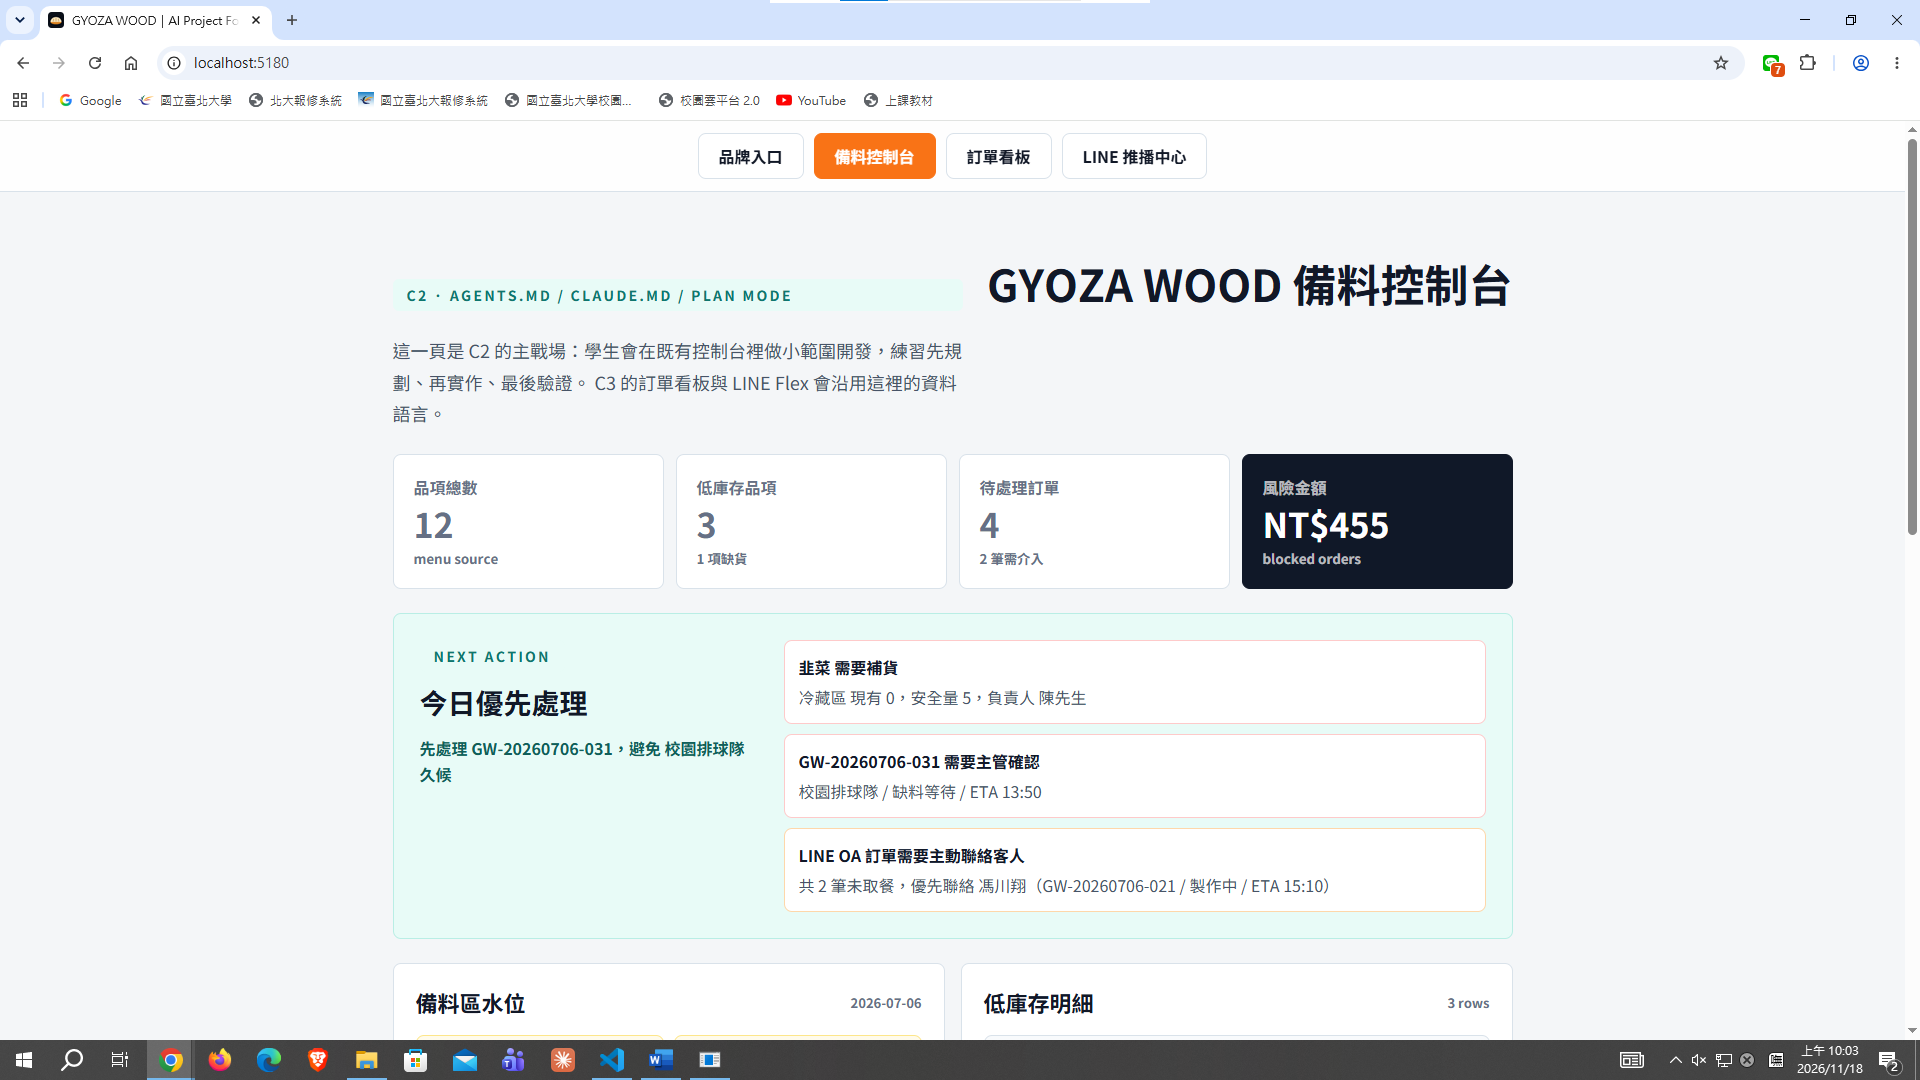 GYOZA WOOD | AI Project Fo
localhost:5180
7
Google
國立臺北大學
北大報修系統
國立臺北大報修系統
國立臺北大學校園...
校園雲平台 2.0
YouTube
上課教材
品牌入口
備料控制台
訂單看板
LINE 推播中心
C2 · AGENTS.MD / CLAUDE.MD / PLAN MODE
GYOZA WOOD 備料控制台
這一頁是 C2 的主戰場：學生會在既有控制台裡做小範圍開發，練習先規
劃、再實作、最後驗證。 C3 的訂單看板與 LINE Flex 會沿用這裡的資料
語言。
品項總數
12
menu source
低庫存品項
3
1 項缺貨
待處理訂單
4
2 筆需介入
風險金額
NT$455
blocked orders
NEXT ACTION
今日優先處理
先處理 GW-20260706-031，避免 校園排球隊
久候
韭菜 需要補貨
冷藏區 現有 0，安全量 5，負責人 陳先生
GW-20260706-031 需要主管確認
校園排球隊 / 缺料等待 / ETA 13:50
LINE OA 訂單需要主動聯絡客人
共 2 筆未取餐，優先聯絡 馮川翔（GW-20260706-021 / 製作中 / ETA 15:10）
備料區水位
2026-07-06
低庫存明細
3 rows
上午 10:03
2026/11/18
2